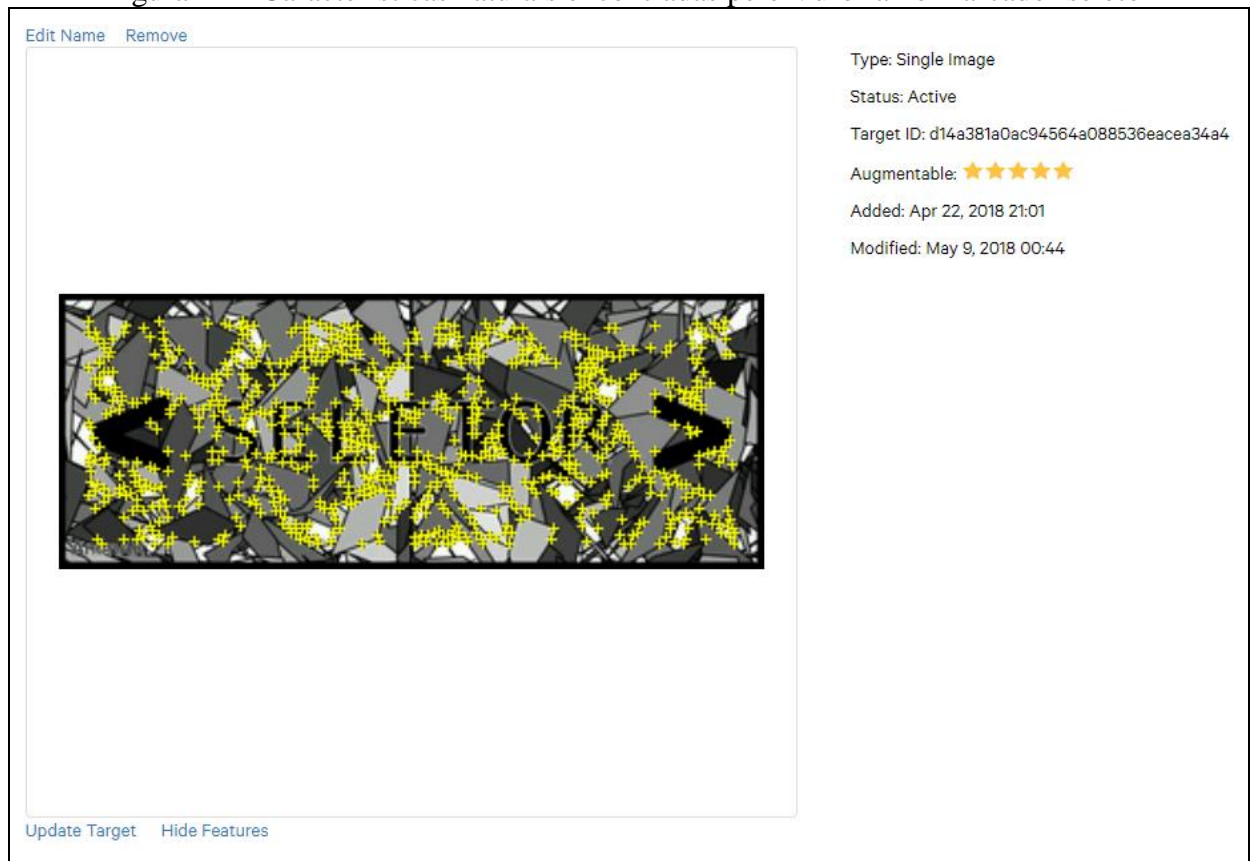 Edit Name Remove
Type: Single Image
Status: Active
Target ID: d14a381a0ac94564a088536eacea34a4
Augmentable:
Added: Apr 22, 2018 21:01
Modified: May 9, 2018 00:44
< SELETOR >
Update Target Hide Features